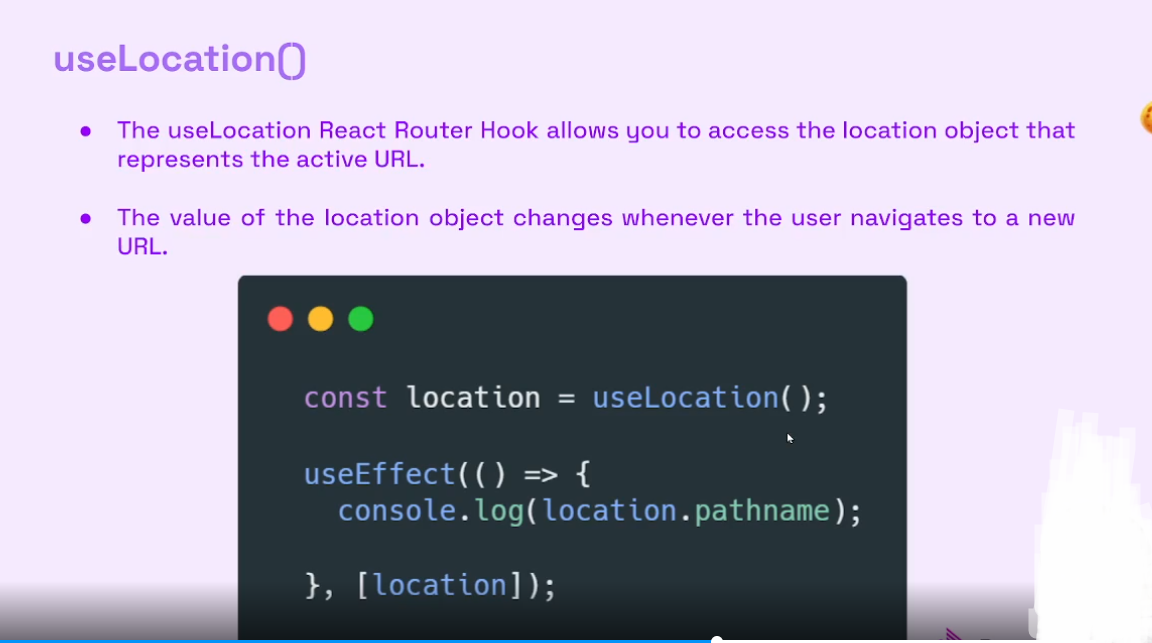 useLocation()
● The useLocation React Router Hook allows you to access the location object that
represents the active URL.
● The value of the location object changes whenever the user navigates to a new
URL.
const location = useLocation();
useEffect(() => {
console.log(location.pathname);
}, [location]);